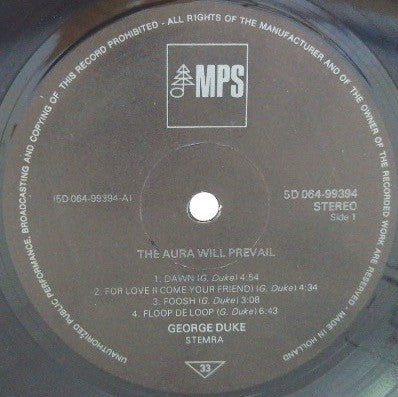 ALL RIGHTS OF THE MANUFACTURER AND OF THE OWNER OF THE RECORDED WORK ARE RESERVED - MADE IN HOLLAND
UNAUTHORIZED PUBLIC PERFORMANCE, BROADCASTING AND COPYING OF THIS RECORD PROHIBITED -
MPS
(5D 064-99394-A)
5D 064-99394
STEREO
Side 1
THE AURA WILL PREVAIL
1. DAWN (G. Duke) 4:54
2. FOR LOVE (I COME YOUR FRIEND) (G. Duke) 4:34
3. FOOSH (G. Duke) 3:08
4. FLOOP DE LOOP (G. Duke) 6:43
GEORGE DUKE
STEMRA
33